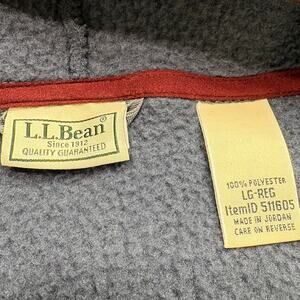 L.L.Bean
Since 1912
QUALITY GUARANTEED
100% POLYESTER
LG-REG
ItemID 511605
MADE IN JORDAN
CARE ON REVERSE